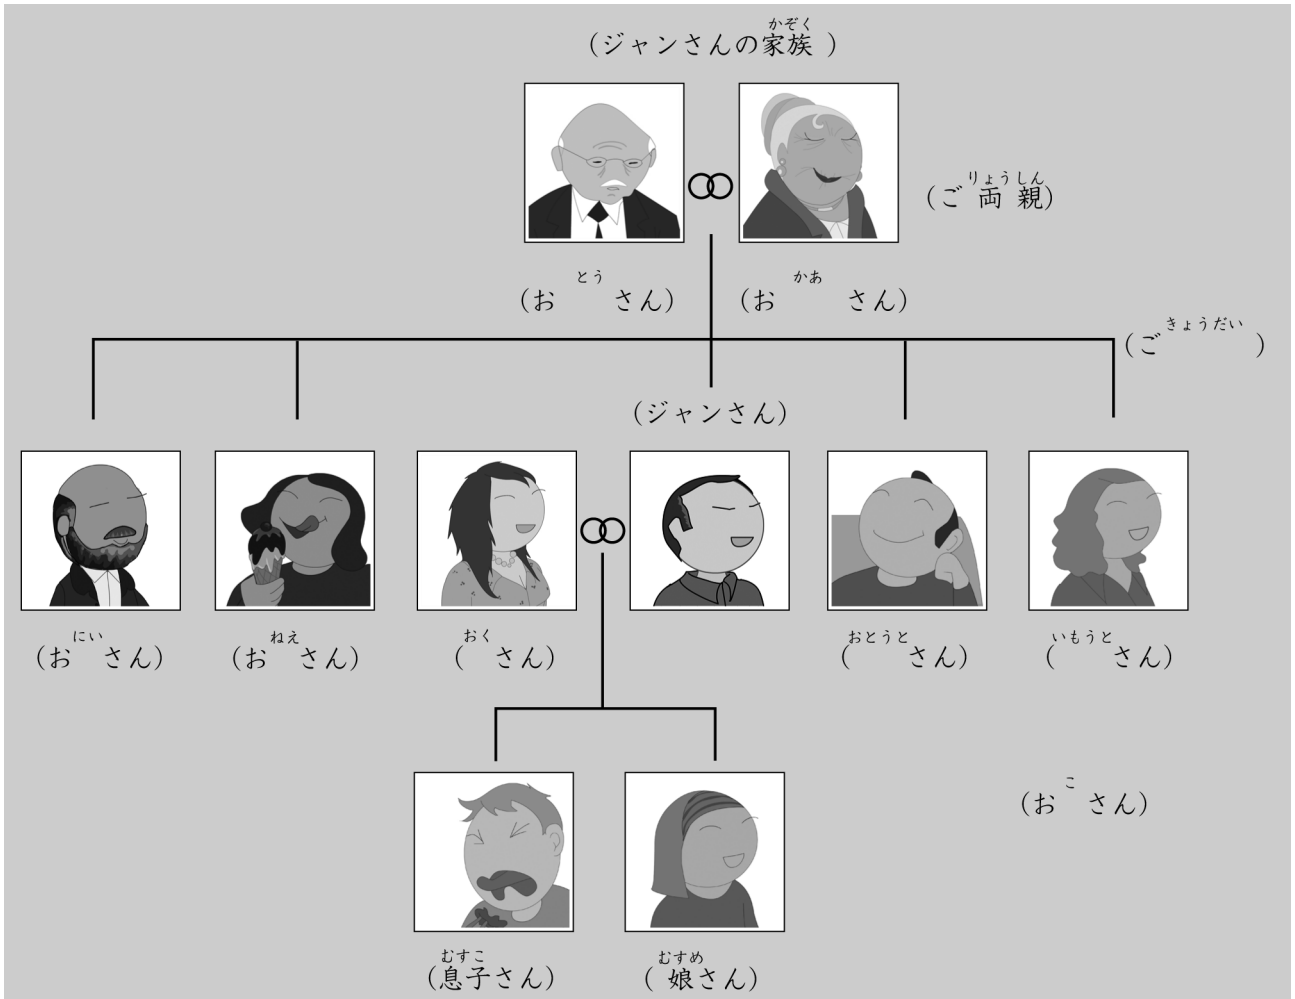 かぞく
(ジャンさんの家族 )
りょうしん
(ご 両 親)
とう
(お さん)
かあ
(お さん)
きょうだい
(ご )
(ジャンさん)
にい
(お さん)
ねえ
(お さん)
おく
( さん)
おとうと
( さん)
いもうと
( さん)
こ
(お さん)
むすこ
(息子さん)
むすめ
( 娘さん)